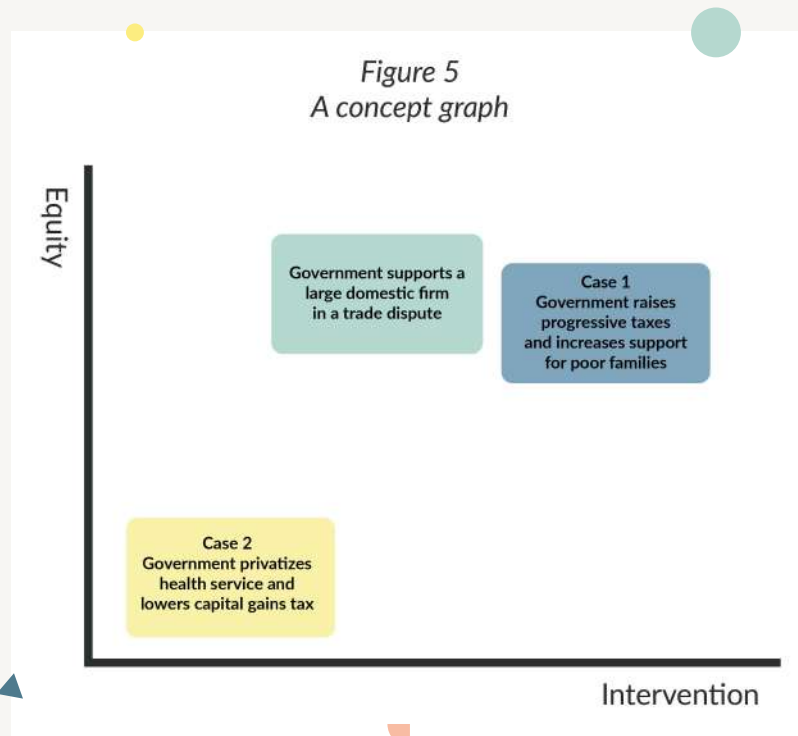 Figure 5
A concept graph
Equity
Government supports a
large domestic firm
in a trade dispute
Case 1
Government raises
progressive taxes
and increases support
for poor families
Case 2
Government privatizes
health service and
lowers capital gains tax
Intervention